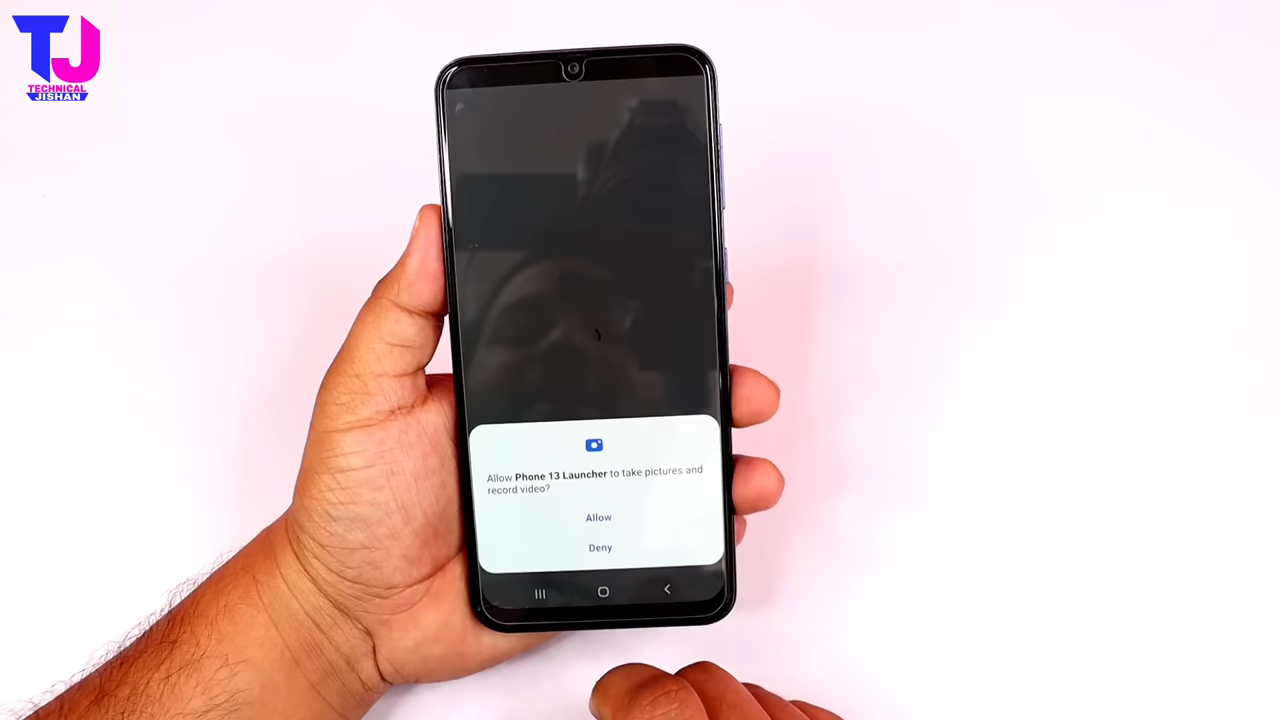 TJ
TECHNICAL
JISHAN
Allow Phone 13 Launcher to take pictures and
record video?
Allow
Deny